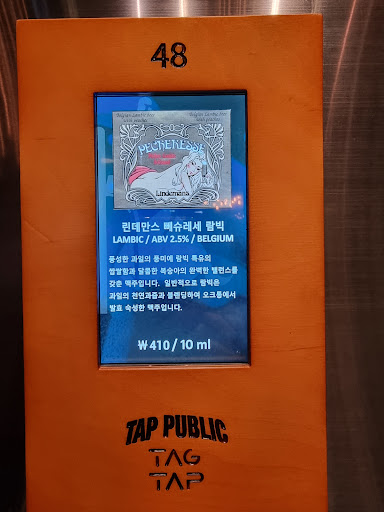 48
Belgian Lambic Beer
PECHERESSE
Lindemans
린데만스 뻬슈레세 람빅
LAMBIC / ABV 2.5% / BELGIUM
풍성한 과일의 풍미에 람빅 특유의
쌉쌀함과 달콤한 복숭아의 완벽한 밸런스를
갖춘 맥주입니다. 일반적으로 람빅은
과일의 천연과즙과 블렌딩하여 오크통에서
발효 숙성한 맥주입니다.
₩410 / 10 ml
TAP PUBLIC
TAG
TAP